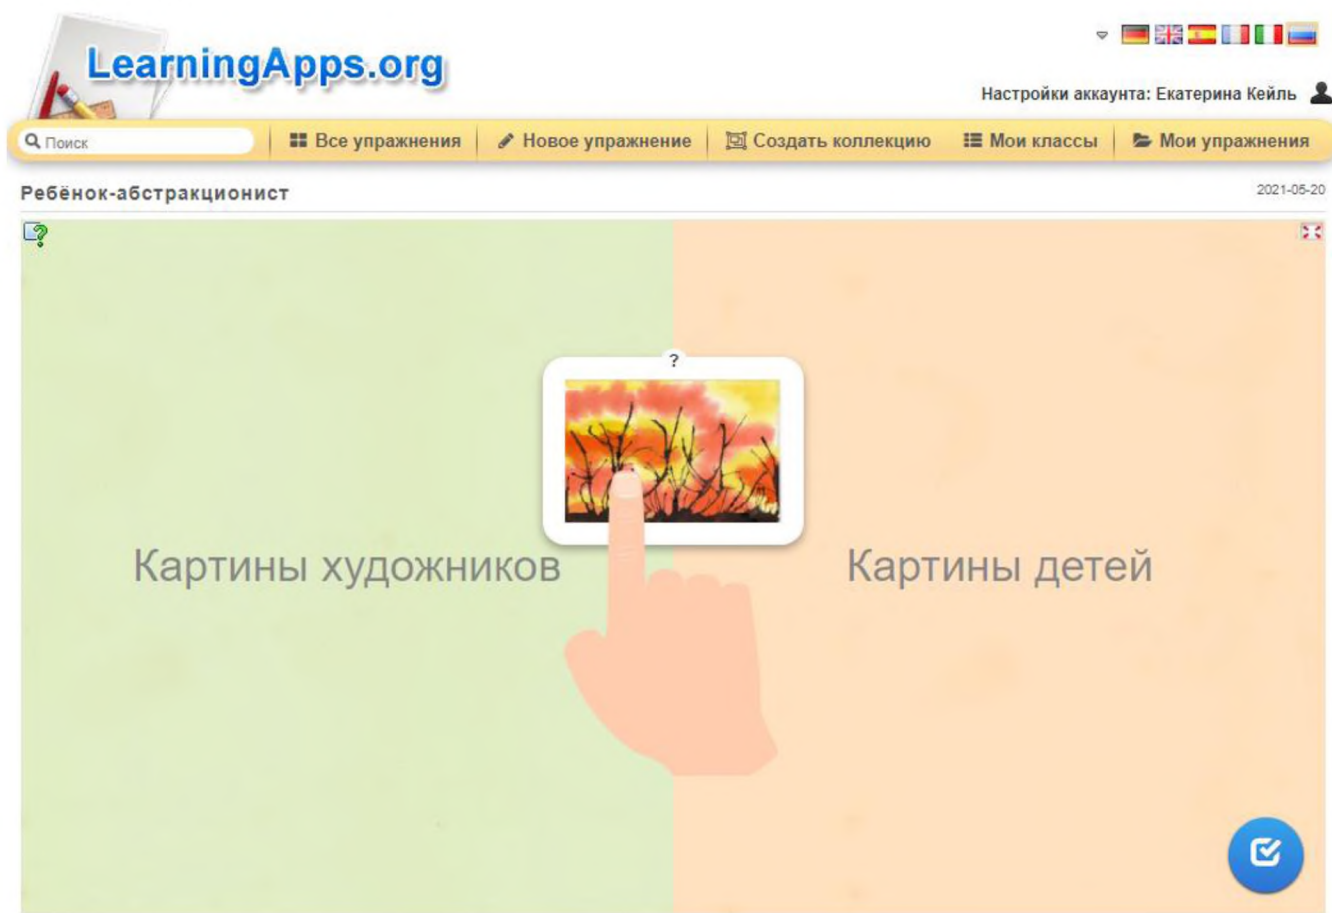 LearningApps.org
Настройки аккаунта: Екатерина Кейль
Поиск
Все упражнения
Новое упражнение
Создать коллекцию
Мои классы
Мои упражнения
Ребёнок-абстракционист
2021-05-20
?
Картины художников
Картины детей